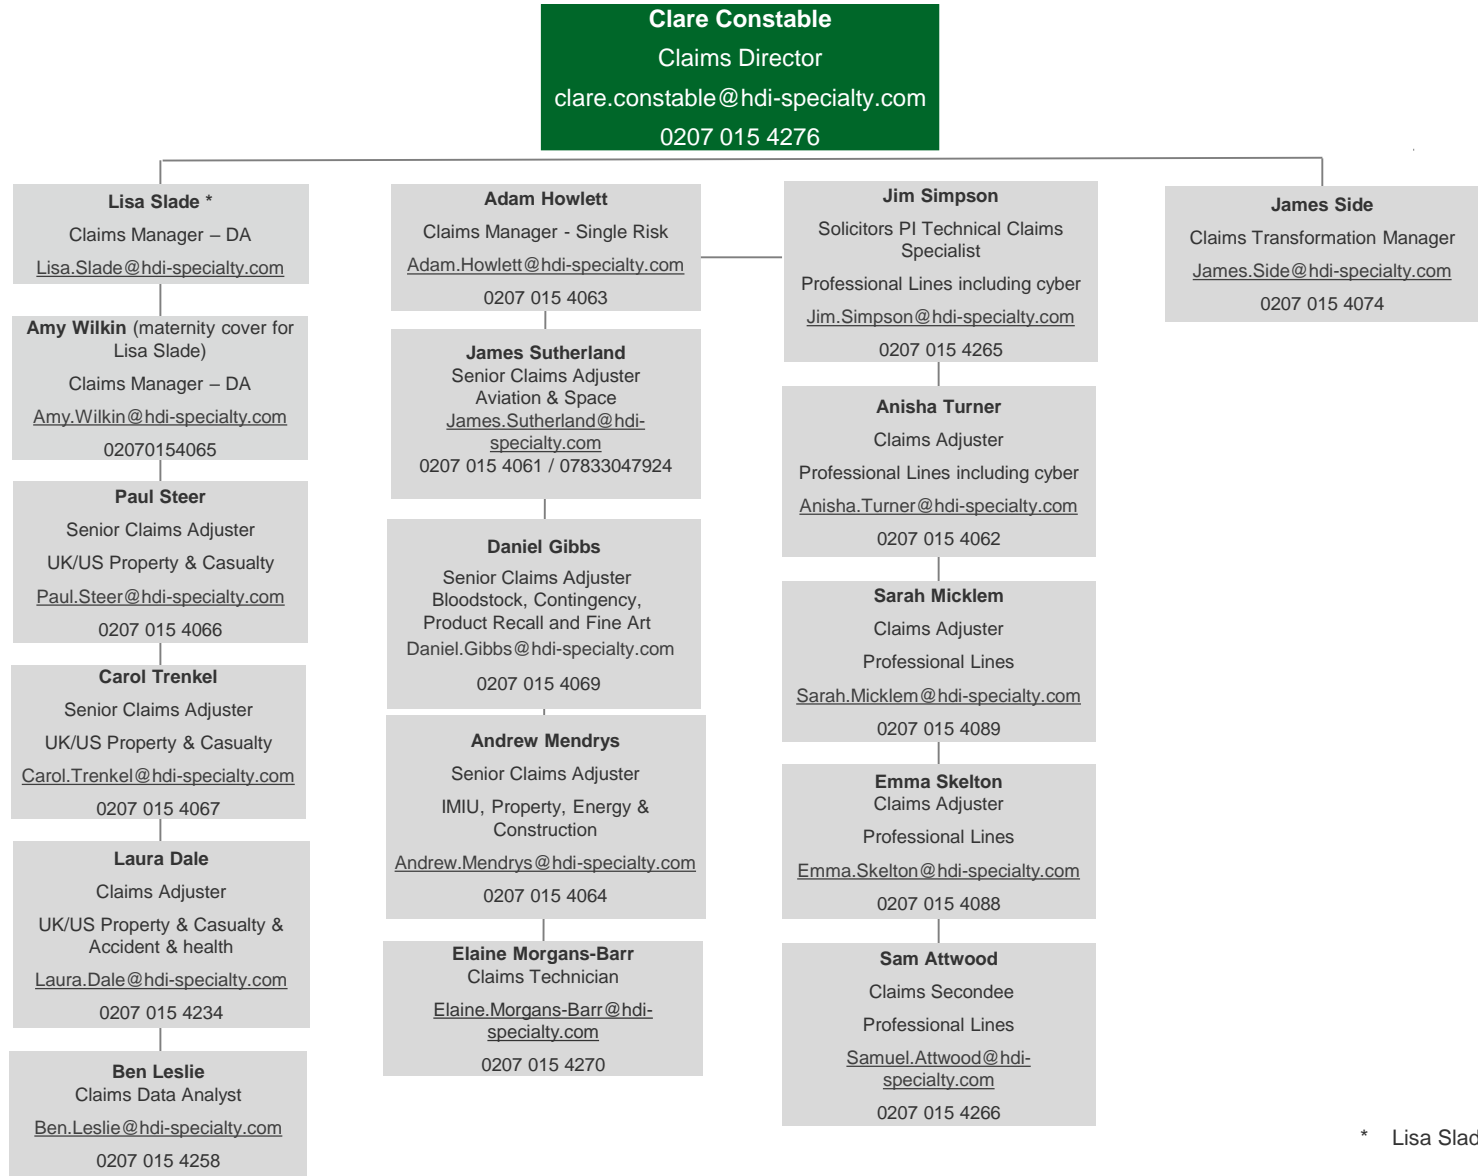 Clare Constable
Claims Director
clare.constable@hdi-specialty.com
0207 015 4276
Lisa Slade *
Claims Manager – DA
Lisa.Slade@hdi-specialty.com
Amy Wilkin (maternity cover for
Lisa Slade)
Claims Manager – DA
Amy.Wilkin@hdi-specialty.com
02070154065
Paul Steer
Senior Claims Adjuster
UK/US Property & Casualty
Paul.Steer@hdi-specialty.com
0207 015 4066
Carol Trenkel
Senior Claims Adjuster
UK/US Property & Casualty
Carol.Trenkel@hdi-specialty.com
0207 015 4067
Laura Dale
Claims Adjuster
UK/US Property & Casualty &
Accident & health
Laura.Dale@hdi-specialty.com
0207 015 4234
Ben Leslie
Claims Data Analyst
Ben.Leslie@hdi-specialty.com
0207 015 4258
Adam Howlett
Claims Manager - Single Risk
Adam.Howlett@hdi-specialty.com
0207 015 4063
James Sutherland
Senior Claims Adjuster
Aviation & Space
James.Sutherland@hdi-
specialty.com
0207 015 4061 / 07833047924
Daniel Gibbs
Senior Claims Adjuster
Bloodstock, Contingency,
Product Recall and Fine Art
Daniel.Gibbs@hdi-specialty.com
0207 015 4069
Andrew Mendrys
Senior Claims Adjuster
IMIU, Property, Energy &
Construction
Andrew.Mendrys@hdi-specialty.com
0207 015 4064
Elaine Morgans-Barr
Claims Technician
Elaine.Morgans-Barr@hdi-
specialty.com
0207 015 4270
Jim Simpson
Solicitors PI Technical Claims
Specialist
Professional Lines including cyber
Jim.Simpson@hdi-specialty.com
0207 015 4265
Anisha Turner
Claims Adjuster
Professional Lines including cyber
Anisha.Turner@hdi-specialty.com
0207 015 4062
Sarah Micklem
Claims Adjuster
Professional Lines
Sarah.Micklem@hdi-specialty.com
0207 015 4089
Emma Skelton
Claims Adjuster
Professional Lines
Emma.Skelton@hdi-specialty.com
0207 015 4088
Sam Attwood
Claims Secondee
Professional Lines
Samuel.Attwood@hdi-
specialty.com
0207 015 4266
James Side
Claims Transformation Manager
James.Side@hdi-specialty.com
0207 015 4074
* Lisa Slad